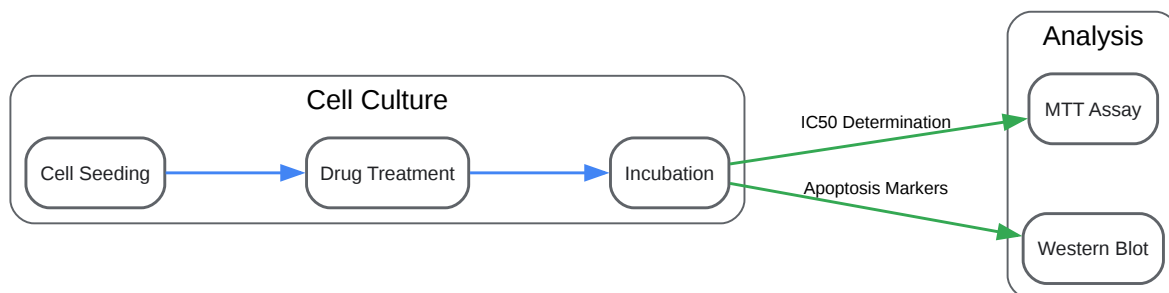 Analysis
Cell Culture
MTT Assay
IC50 Determination
Cell Seeding
Drug Treatment
Incubation
Apoptosis Markers
Western Blot